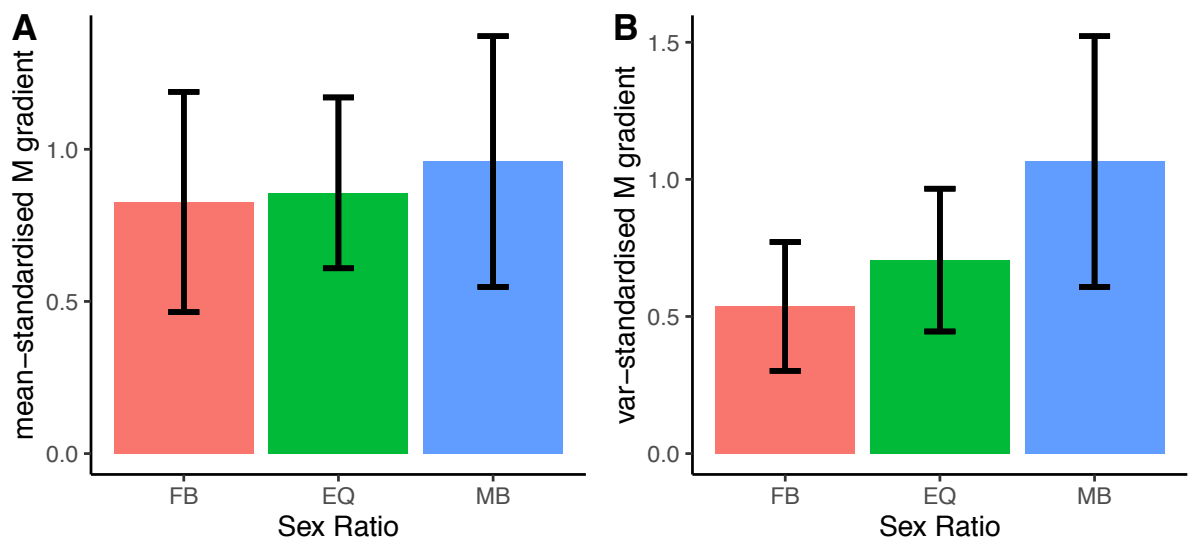 A
mean−standardised M gradient
1.0
0.5
0.0
FB EQ MB
Sex Ratio
B
var−standardised M gradient
1.5
1.0
0.5
0.0
FB EQ MB
Sex Ratio